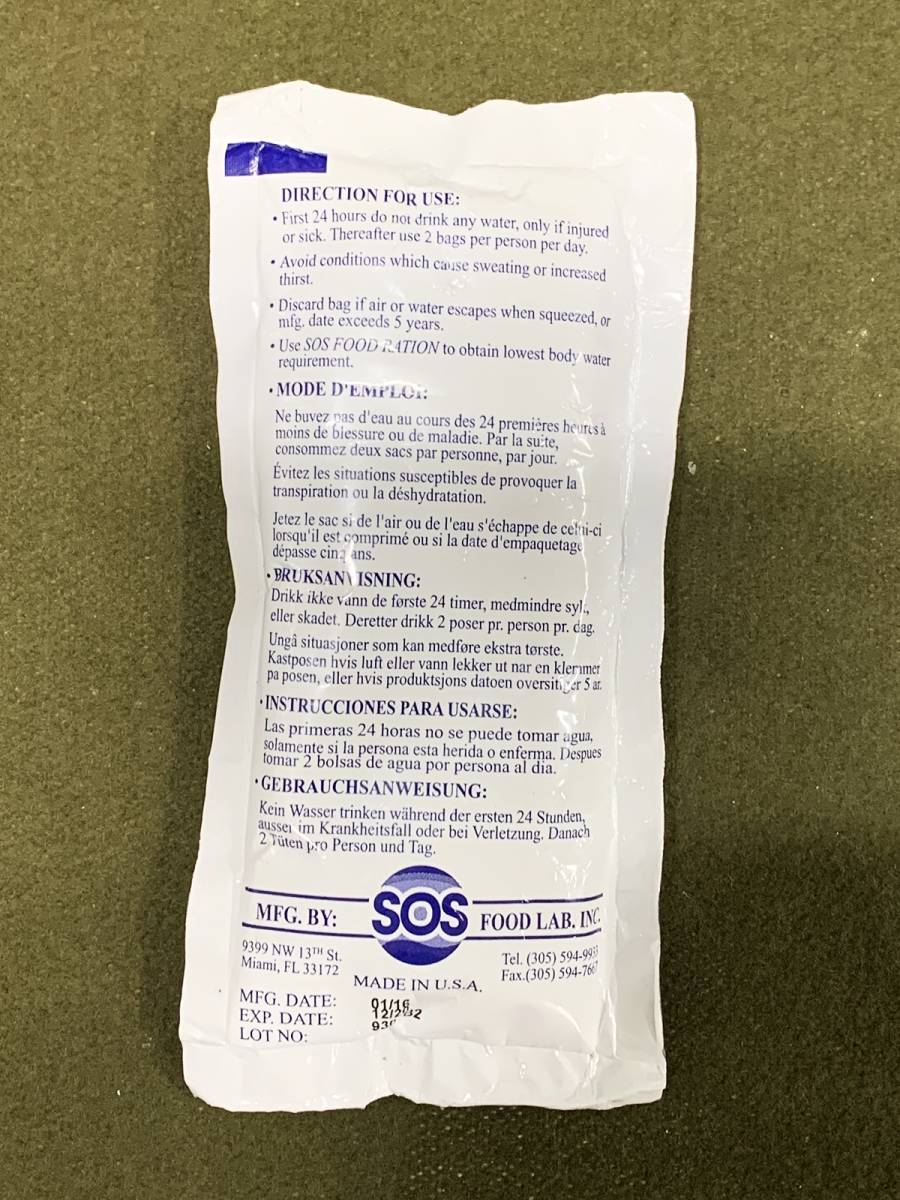 DIRECTION FOR USE:
• First 24 hours do not drink any water, only if injured
or sick. Thereafter use 2 bags per person per day.
• Avoid conditions which cause sweating or increased
thirst.
• Discard bag if air or water escapes when squeezed, or
mfg. date exceeds 5 years.
• Use SOS FOOD RATION to obtain lowest body water
requirement.
• MODE D'EMPLOI:
Ne buvez pas d'eau au cours des 24 premières heures à
moins de blessure ou de maladie. Par la suite,
consommez deux sacs par personne, par jour.
Évitez les situations susceptibles de provoquer la
transpiration ou la déshydratation.
Jetez le sac si de l'air ou de l'eau s'échappe de celui-ci
lorsqu'il est comprimé ou si la date d'empaquetage
dépasse cinq ans.
• BRUKSANVISNING:
Drikk ikke vann de første 24 timer, medmindre syk,
eller skadet. Deretter drikk 2 poser pr. person pr. dag.
Ungå situasjoner som kan medføre ekstra tørste.
Kastposen hvis luft eller vann lekker ut nar en klemmer
pa posen, eller hvis produktsjons datoen oversitiger 5 ar.
• INSTRUCCIONES PARA USARSE:
Las primeras 24 horas no se puede tomar agua,
solamente si la persona esta herida o enferma. Despues
tomar 2 bolsas de agua por persona al dia.
• GEBRAUCHSANWEISUNG:
Kein Wasser trinken während der ersten 24 Stunden,
ausser im Krankheitsfall oder bei Verletzung. Danach
2 Tüten pro Person und Tag.
MFG. BY: SOS FOOD LAB. INC.
9399 NW 13TH St.
Miami, FL 33172
Tel. (305)
Fax.(305)
MADE IN U.S.A.
MFG. DATE: 01/16
EXP. DATE:
LOT NO: